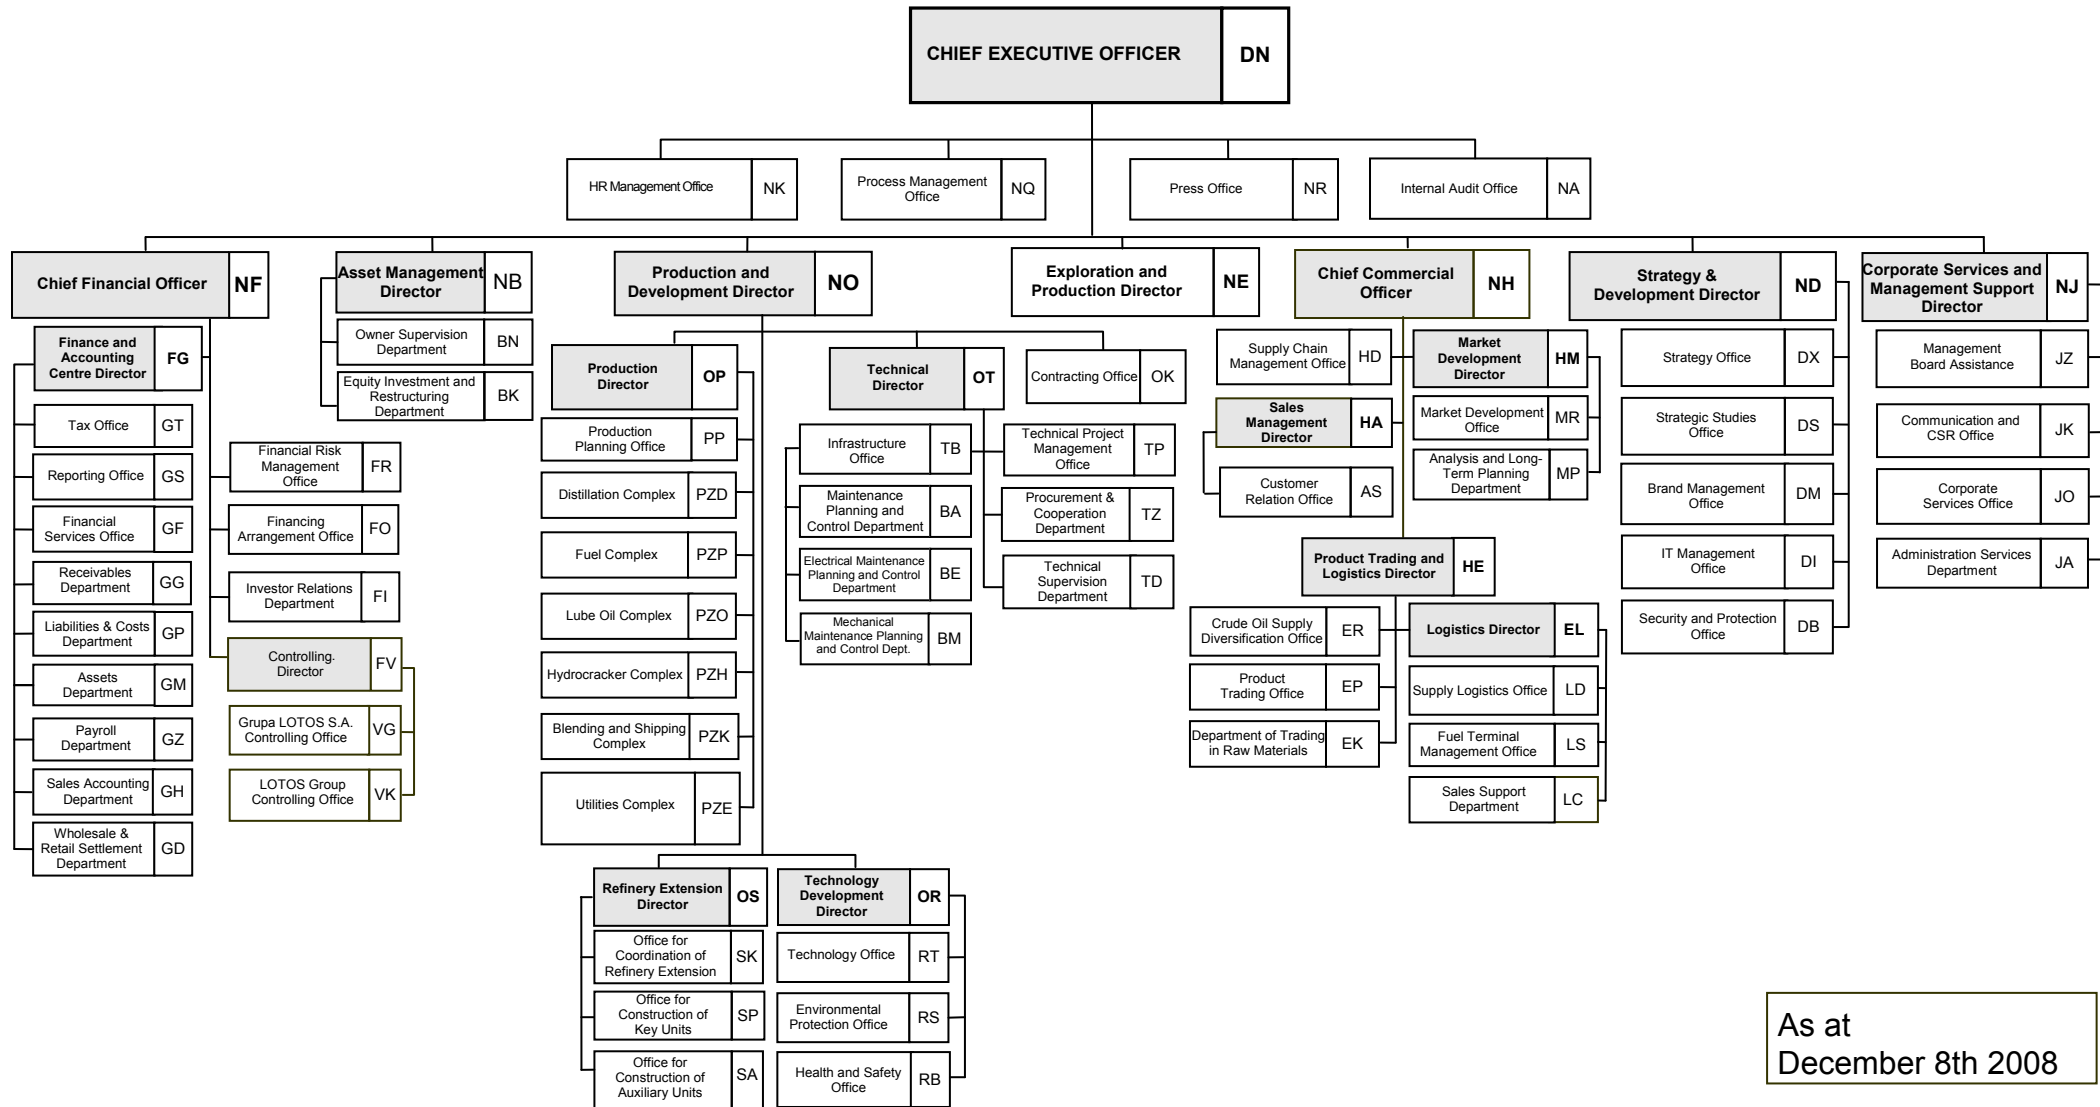 CHIEF EXECUTIVE OFFICER DN
HR Management Office NK
Process Management
Office NQ
Press Office NR
Internal Audit Office NA
Chief Financial Officer NF
Asset Management
Director NB
Production and
Development Director NO
Exploration and
Production Director NE
Chief Commercial
Officer NH
Strategy &
Development Director ND
Corporate Services and
Management Support
Director NJ
Finance and
Accounting
Centre Director FG
Tax Office GT
Reporting Office GS
Financial
Services Office GF
Receivables
Department GG
Liabilities & Costs
Department GP
Assets
Department GM
Payroll
Department GZ
Sales Accounting
Department GH
Wholesale &
Retail Settlement
Department GD
Financial Risk
Management
Office FR
Financing
Arrangement Office FO
Investor Relations
Department FI
Controlling.
Director FV
Grupa LOTOS S.A.
Controlling Office VG
LOTOS Group
Controlling Office VK
Owner Supervision
Department BN
Equity Investment and
Restructuring
Department BK
Production
Director OP
Production
Planning Office PP
Distillation Complex PZD
Fuel Complex PZP
Lube Oil Complex PZO
Hydrocracker Complex PZH
Blending and Shipping
Complex PZK
Utilities Complex PZE
Technical
Director OT
Contracting Office OK
Infrastructure
Office TB
Maintenance
Planning and
Control Department BA
Electrical Maintenance
Planning and Control
Department BE
Mechanical
Maintenance Planning
and Control Dept. BM
Technical Project
Management
Office TP
Procurement &
Cooperation
Department TZ
Technical
Supervision
Department TD
Refinery Extension
Director OS
Office for
Coordination of
Refinery Extension SK
Office for
Construction of
Key Units SP
Office for
Construction of
Auxiliary Units SA
Technology
Development
Director OR
Technology Office RT
Environmental
Protection Office RS
Health and Safety
Office RB
Supply Chain
Management Office HD
Sales
Management
Director HA
Customer
Relation Office AS
Market
Development
Director HM
Market Development
Office MR
Analysis and Long-
Term Planning
Department MP
Product Trading and
Logistics Director HE
Crude Oil Supply
Diversification Office ER
Product
Trading Office EP
Department of Trading
in Raw Materials EK
Logistics Director EL
Supply Logistics Office LD
Fuel Terminal
Management Office LS
Sales Support
Department LC
Strategy Office DX
Strategic Studies
Office DS
Brand Management
Office DM
IT Management
Office DI
Security and Protection
Office DB
Management
Board Assistance JZ
Communication and
CSR Office JK
Corporate
Services Office JO
Administration Services
Department JA
As at
December 8th 2008